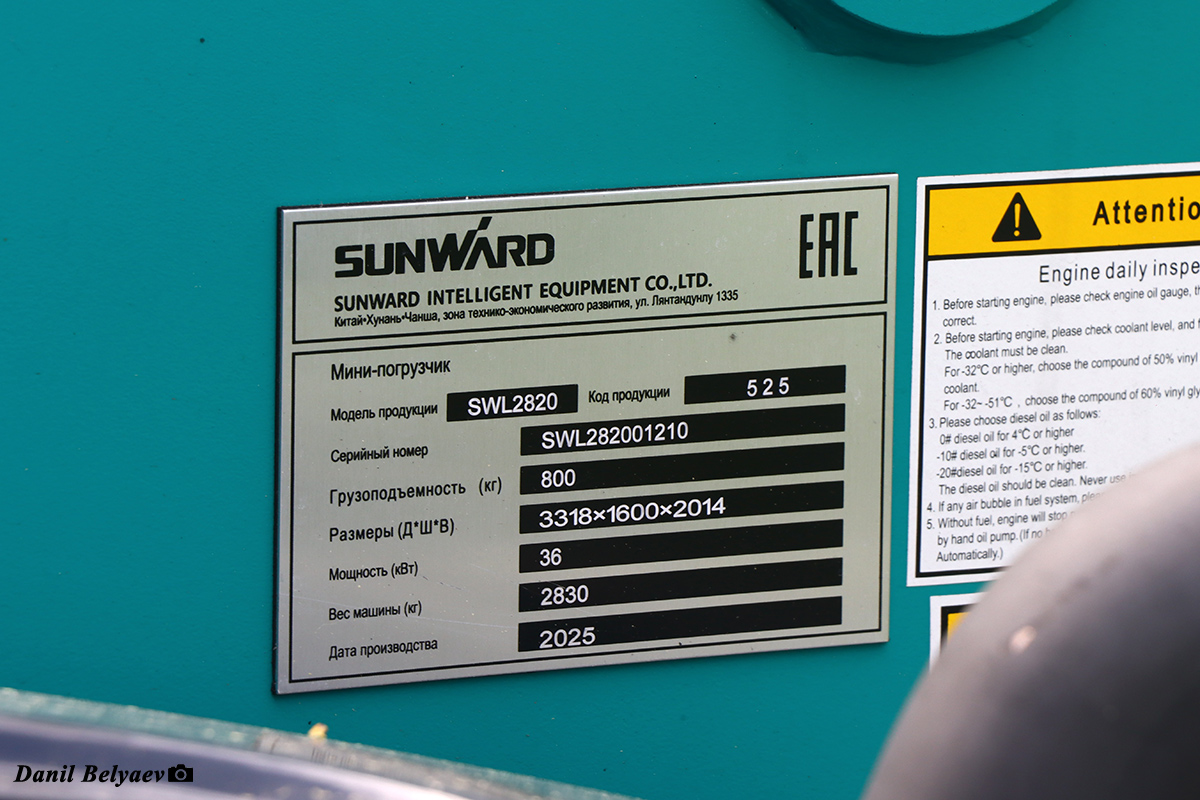 SUNWARD
EAC
SUNWARD INTELLIGENT EQUIPMENT CO.,LTD.
Китай•Хунань•Чанша, зона технико-экономического развития, ул. Лянтандунлу 1335
Мини-погрузчик
Модель продукции SWL2820 Код продукции 525
Серийный номер SWL282001210
Грузоподъемность (кг) 800
Размеры (Д*Ш*В) 3318×1600×2014
Мощность (кВт) 36
Вес машины (кг) 2830
Дата производства 2025
Engine daily
1. Before starting engine, please check engine oil gauge,
correct.
2. Before starting engine, please check coolant level, and
The coolant must be clean.
For -32°C or higher, choose the compound of 50% vinyl
coolant.
For -32~ -51°C , choose the compound of 60% vinyl
3. Please choose diesel oil as follows:
0# diesel oil for 4°C or higher
-10# diesel oil for -5°C or higher.
-20#diesel oil for -15°C or higher.
The diesel oil should be clean. Never
4. If any air bubble in fuel system,
5. Without fuel, engine will stop
by hand oil pump.(If no
Automatically.)
Danil Belyaev